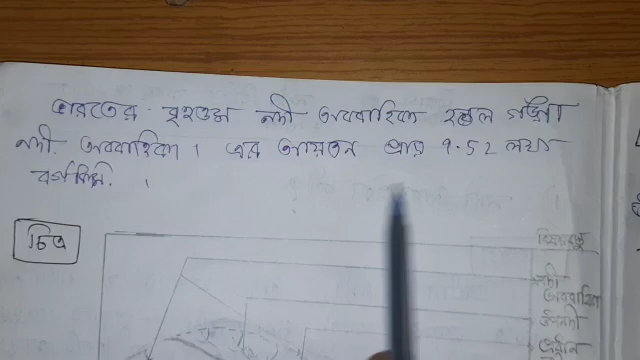 ভারতের বৃহত্তম নদী অববাহিকা হল গঙ্গা
নদী অববাহিকা। এর আয়তন প্রায় ৭.৫২ লক্ষ
বর্গকিমি.।
চিত্র
নদী
অববাহিকা
উপনদী